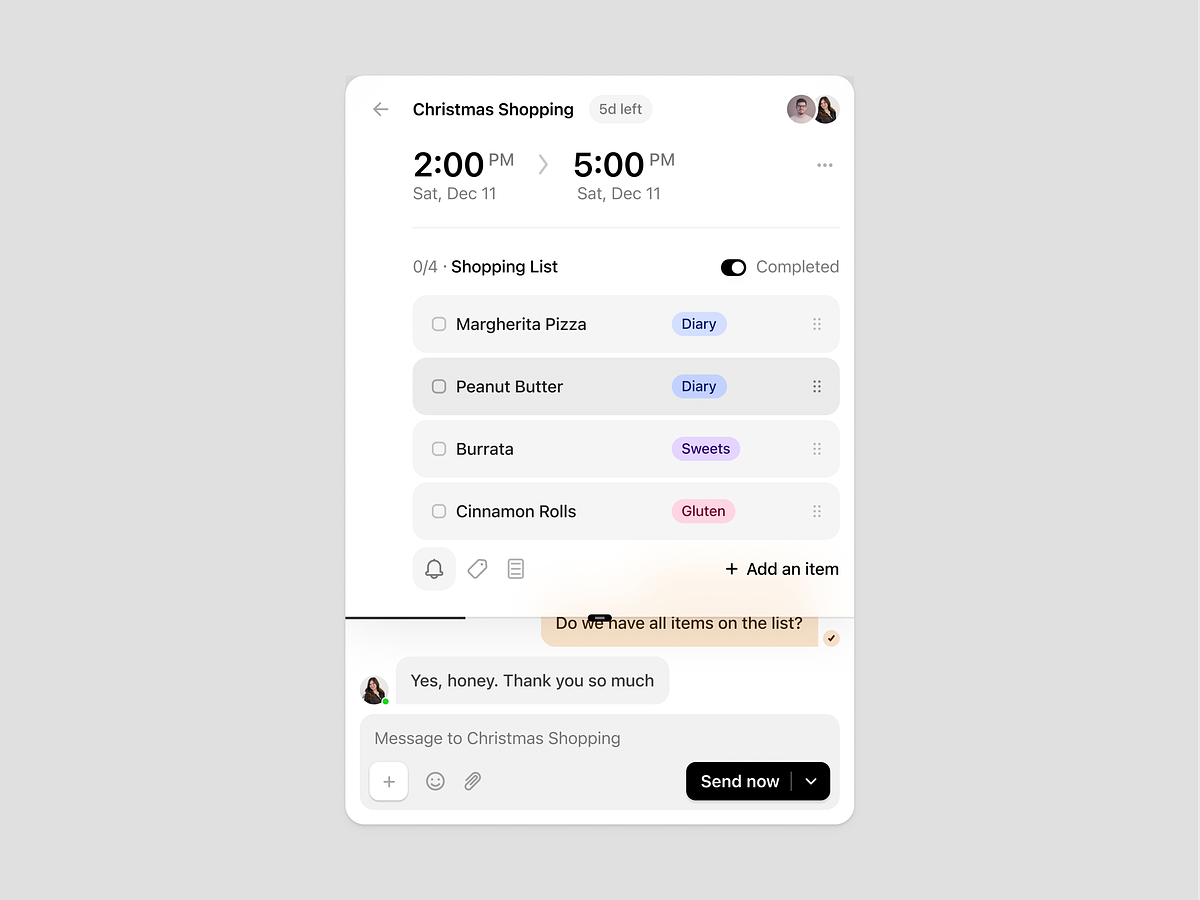 Christmas Shopping 5d left
2:00 PM 5:00 PM
Sat, Dec 11 Sat, Dec 11
0/4 · Shopping List Completed
Margherita Pizza Diary
Peanut Butter Diary
Burrata Sweets
Cinnamon Rolls Gluten
+ Add an item
Do we have all items on the list?
Yes, honey. Thank you so much
Message to Christmas Shopping
Send now